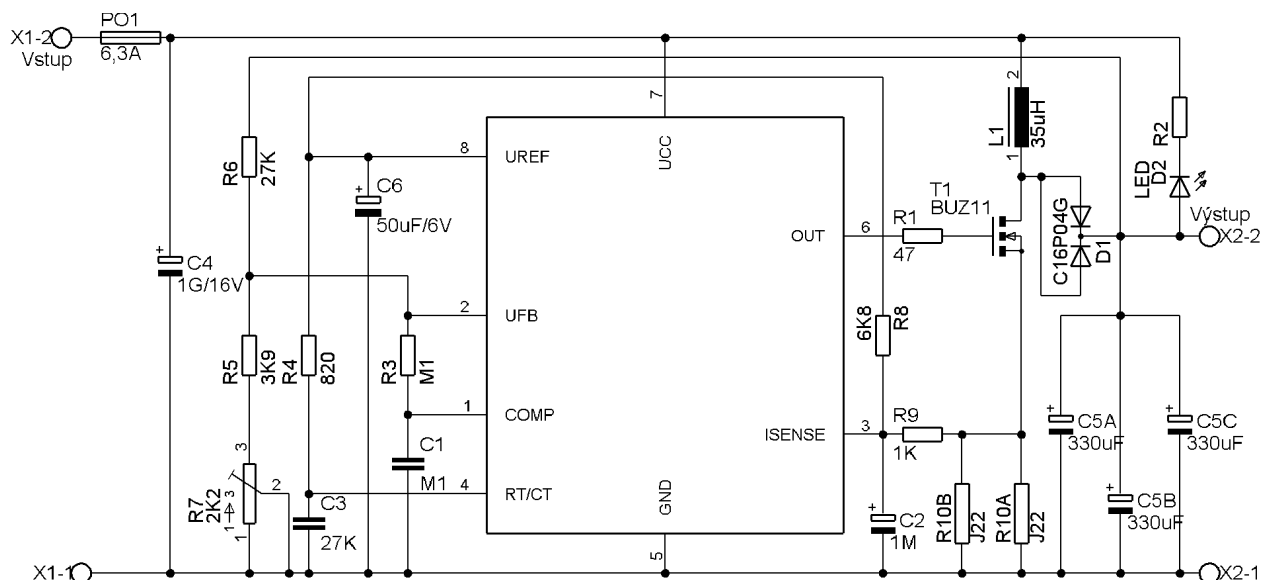 PO1
X1-2
6,3A
Vstup
2
7
L1
35uH
1
R2
R6
27K
8
UREF
UCC
C6
50uF/6V
T1
BUZ11
LED
D2
C16P04G
D1
Výstup
X2-2
OUT
6
R1
47
C4
1G/16V
2
UFB
6K8
R8
R5
3K9
R4
820
R3
M1
1
COMP
R9
1K
ISENSE
3
C5A
330uF
C5C
330uF
3
C1
M1
R7
2K2
1
3
2
1
4
RT/CT
C3
27K
GND
5
C2
1M
R10B
J22
R10A
J22
C5B
330uF
X1-1
X2-1